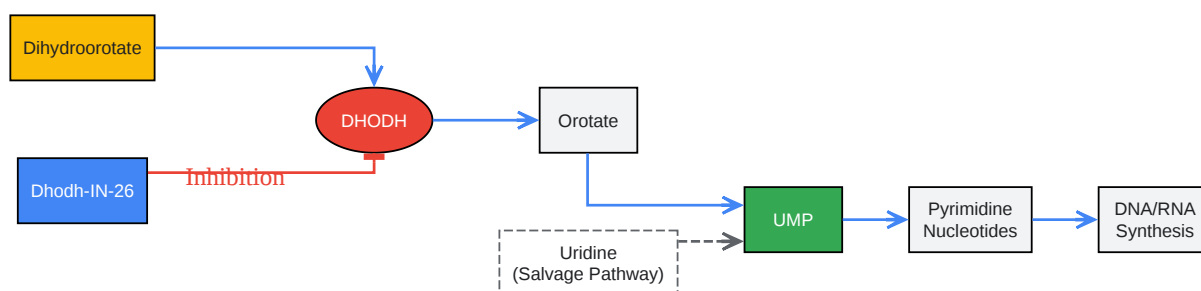 Dihydroorotate
DHODH
Orotate
Dhodh-IN-26
Inhibition
UMP
Pyrimidine
Nucleotides
DNA/RNA
Synthesis
Uridine
(Salvage Pathway)